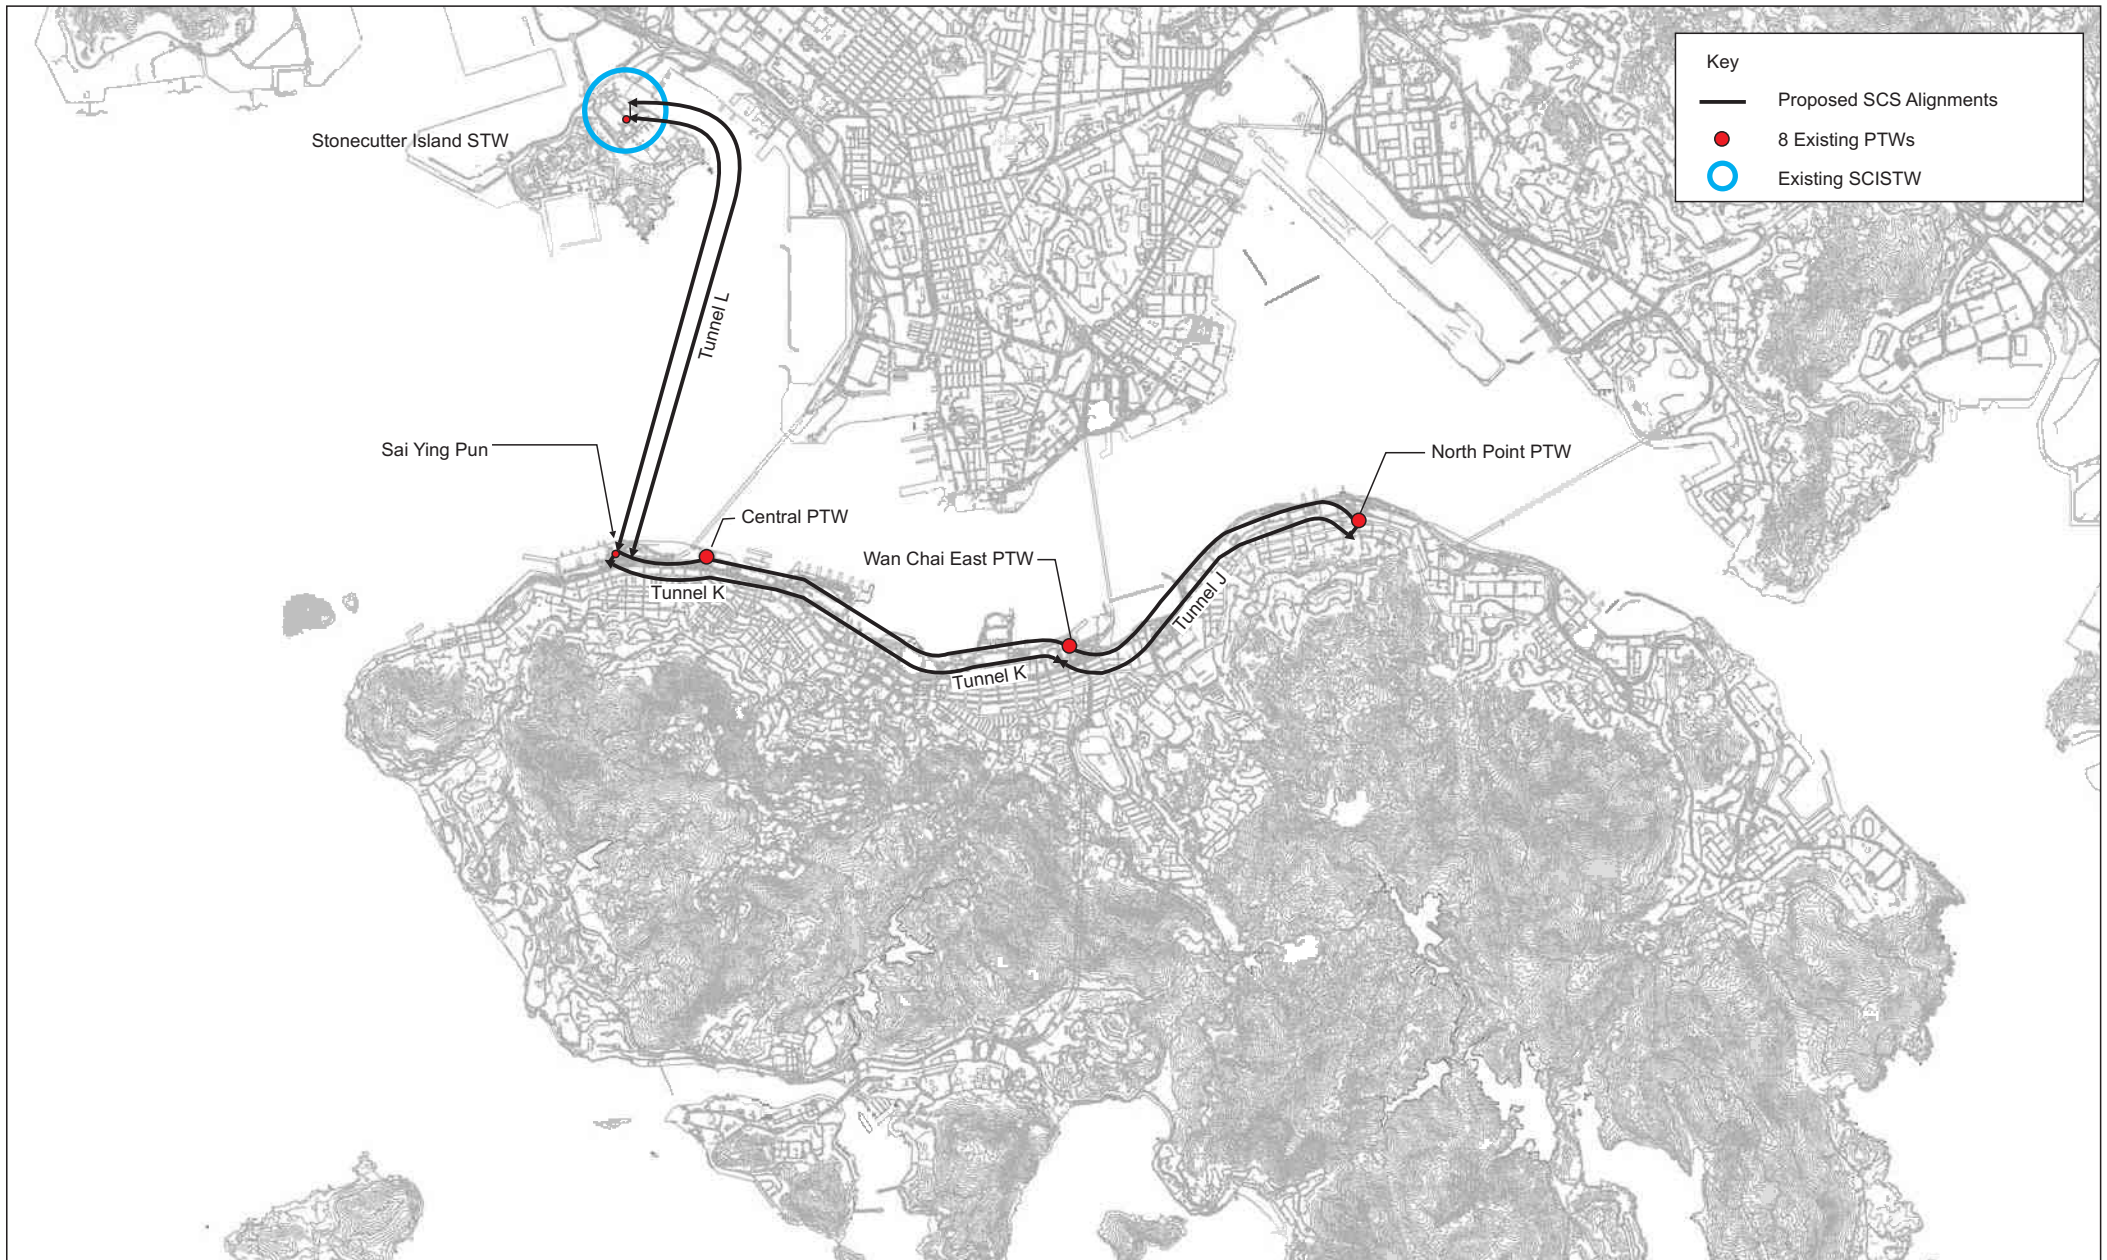 Key
Proposed SCS Alignments
8 Existing PTWs
Existing SCISTW
Stonecutter Island STW
Tunnel L
Sai Ying Pun
North Point PTW
Central PTW
Wan Chai East PTW
Tunnel K
Tunnel J
Tunnel K